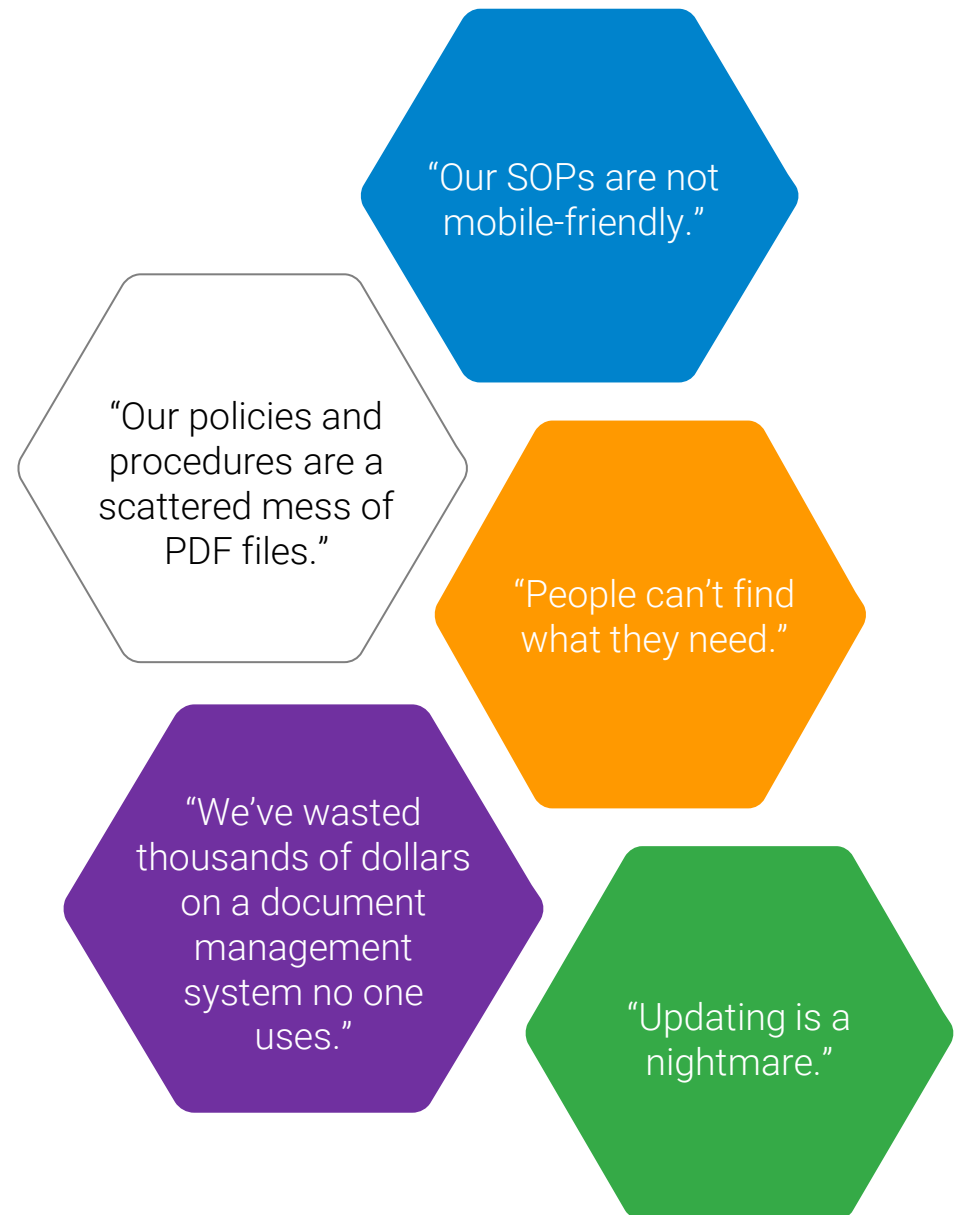 “Our SOPs are not
mobile-friendly.”
“Our policies and
procedures are a
scattered mess of
PDF files.”
“People can’t find
what they need.”
“We’ve wasted
thousands of dollars
on a document
management
system no one
uses.”
“Updating is a
nightmare.”